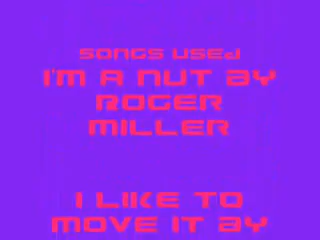 SONGS USED
I'M A NUT BY
ROGER
MILLER
I LIKE TO
MOVE IT BY